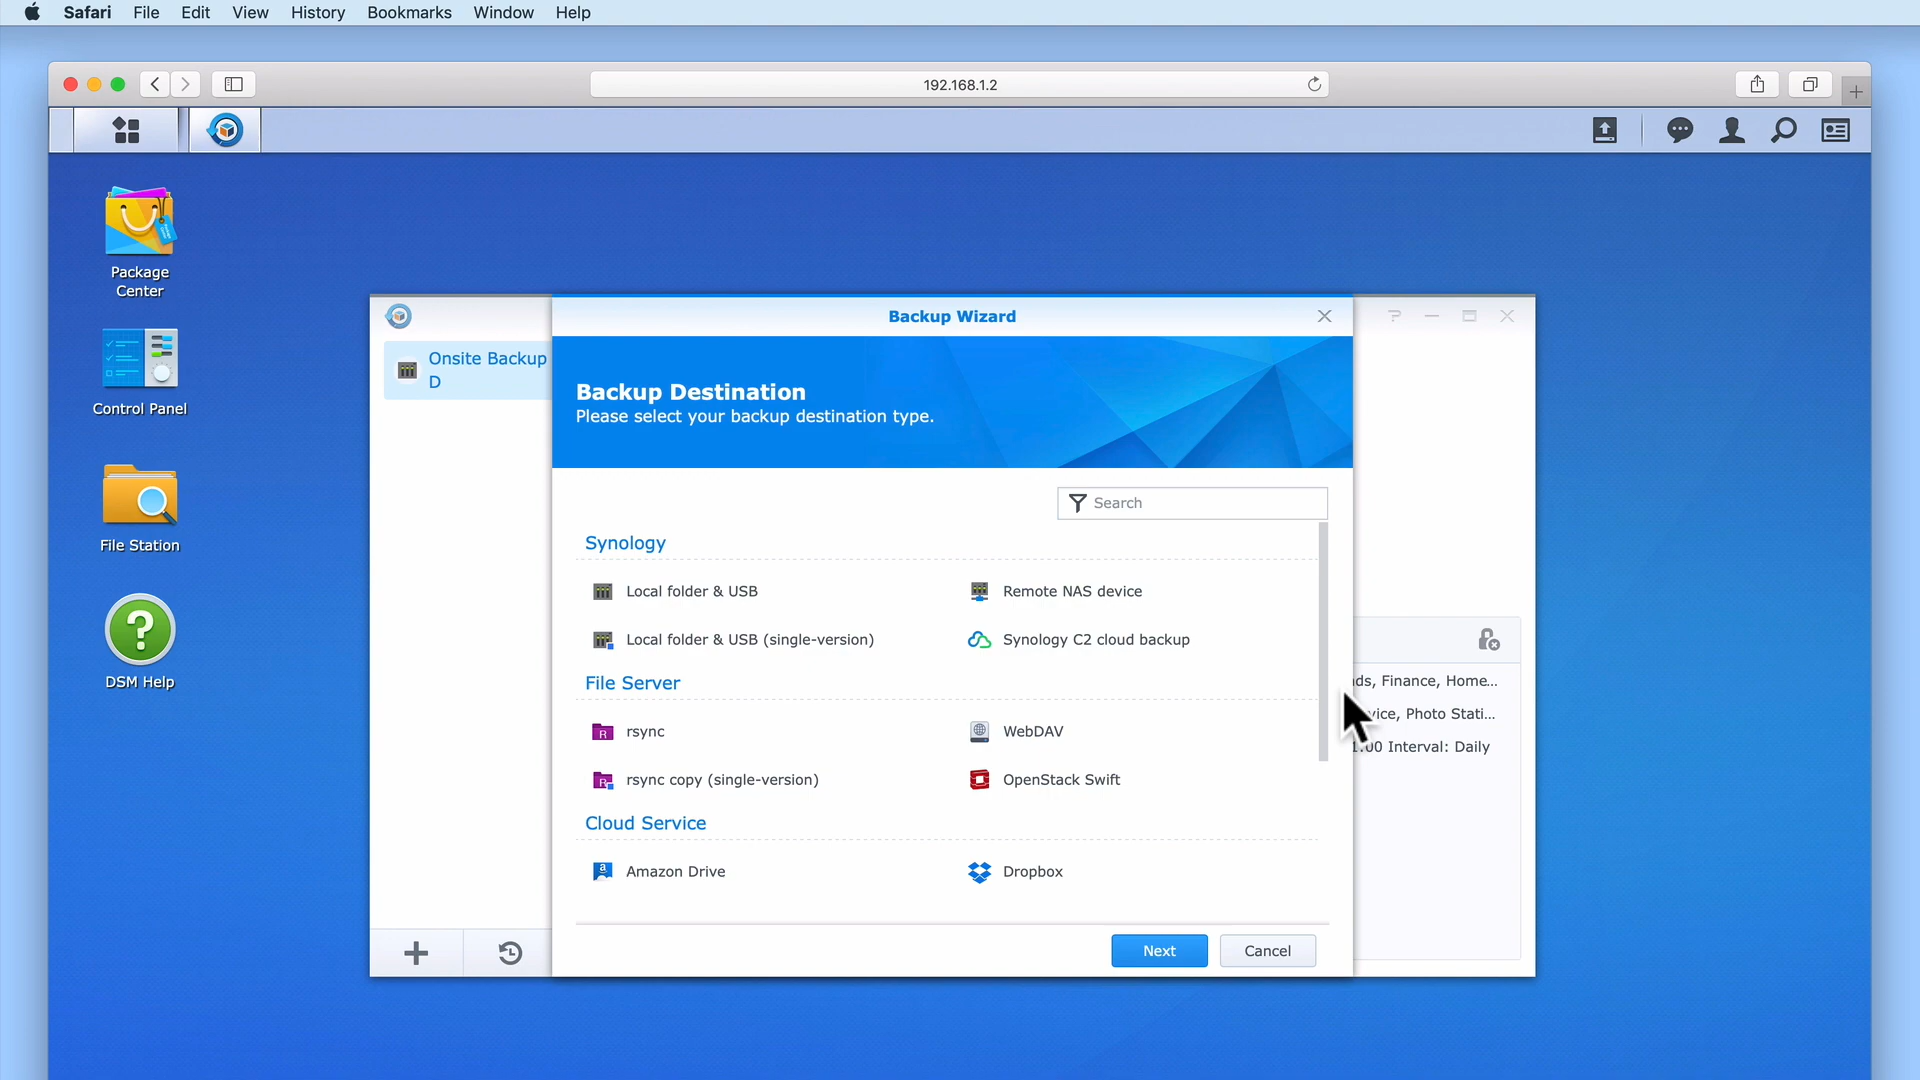 Safari File Edit View History Bookmarks Window Help
192.168.1.2
Package
Center
Control Panel
File Station
DSM Help
Onsite Backup
D
Backup Wizard
Backup Destination
Please select your backup destination type.
Search
Synology
Local folder & USB
Remote NAS device
Local folder & USB (single-version)
Synology C2 cloud backup
File Server
rsync
WebDAV
rsync copy (single-version)
OpenStack Swift
Cloud Service
Amazon Drive
Dropbox
Next
Cancel
Finance, Home...
Photo Stati...
Interval: Daily